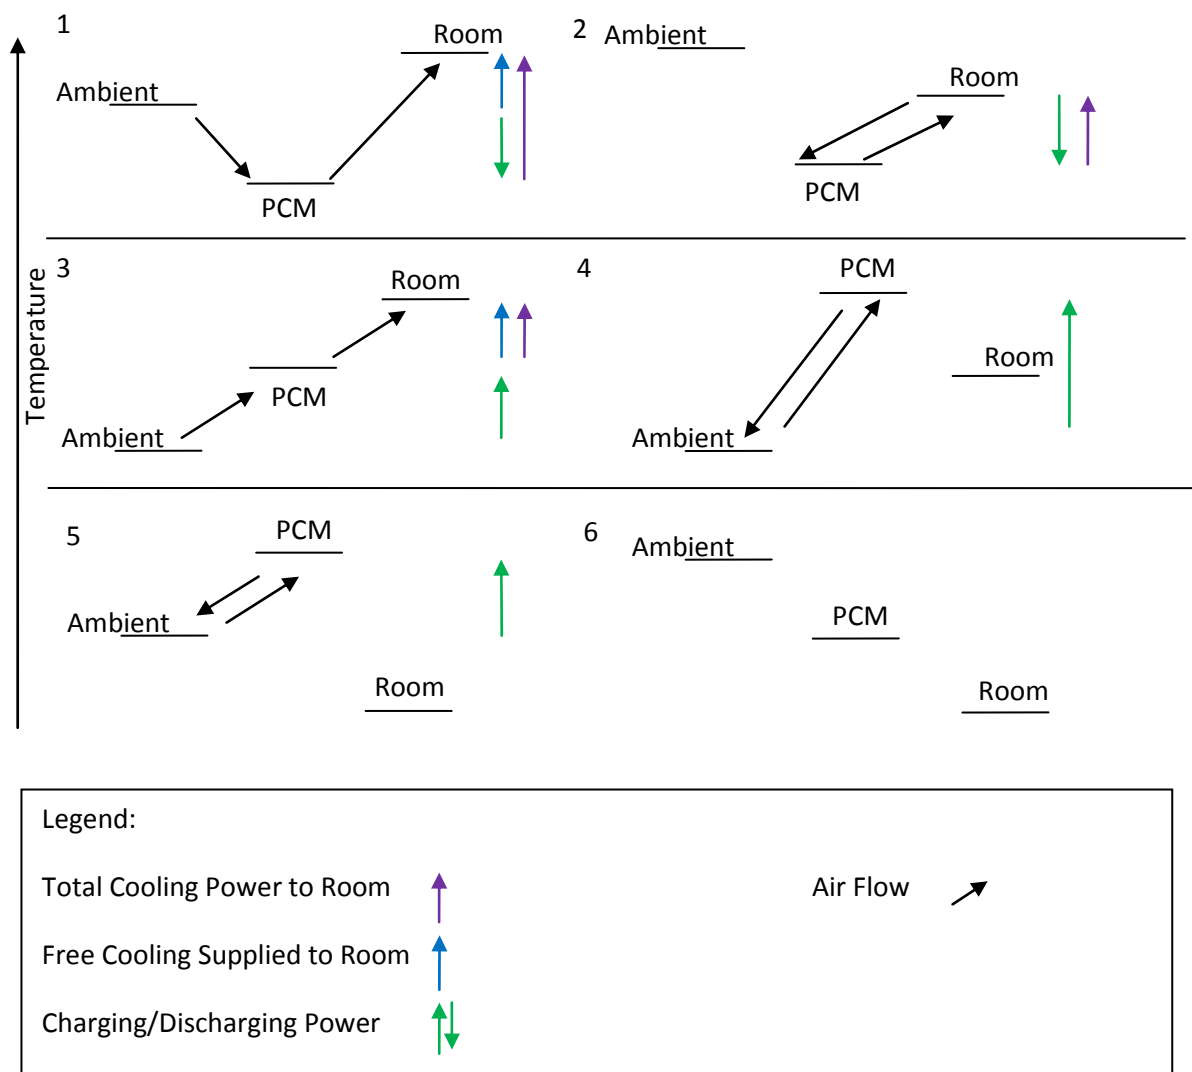 1
Room
Ambient
PCM
2
Ambient
Room
PCM
Temperature
3
Room
PCM
Ambient
4
PCM
Room
Ambient
5
PCM
Ambient
Room
6
Ambient
PCM
Room
Legend:
Total Cooling Power to Room
Air Flow
Free Cooling Supplied to Room
Charging/Discharging Power